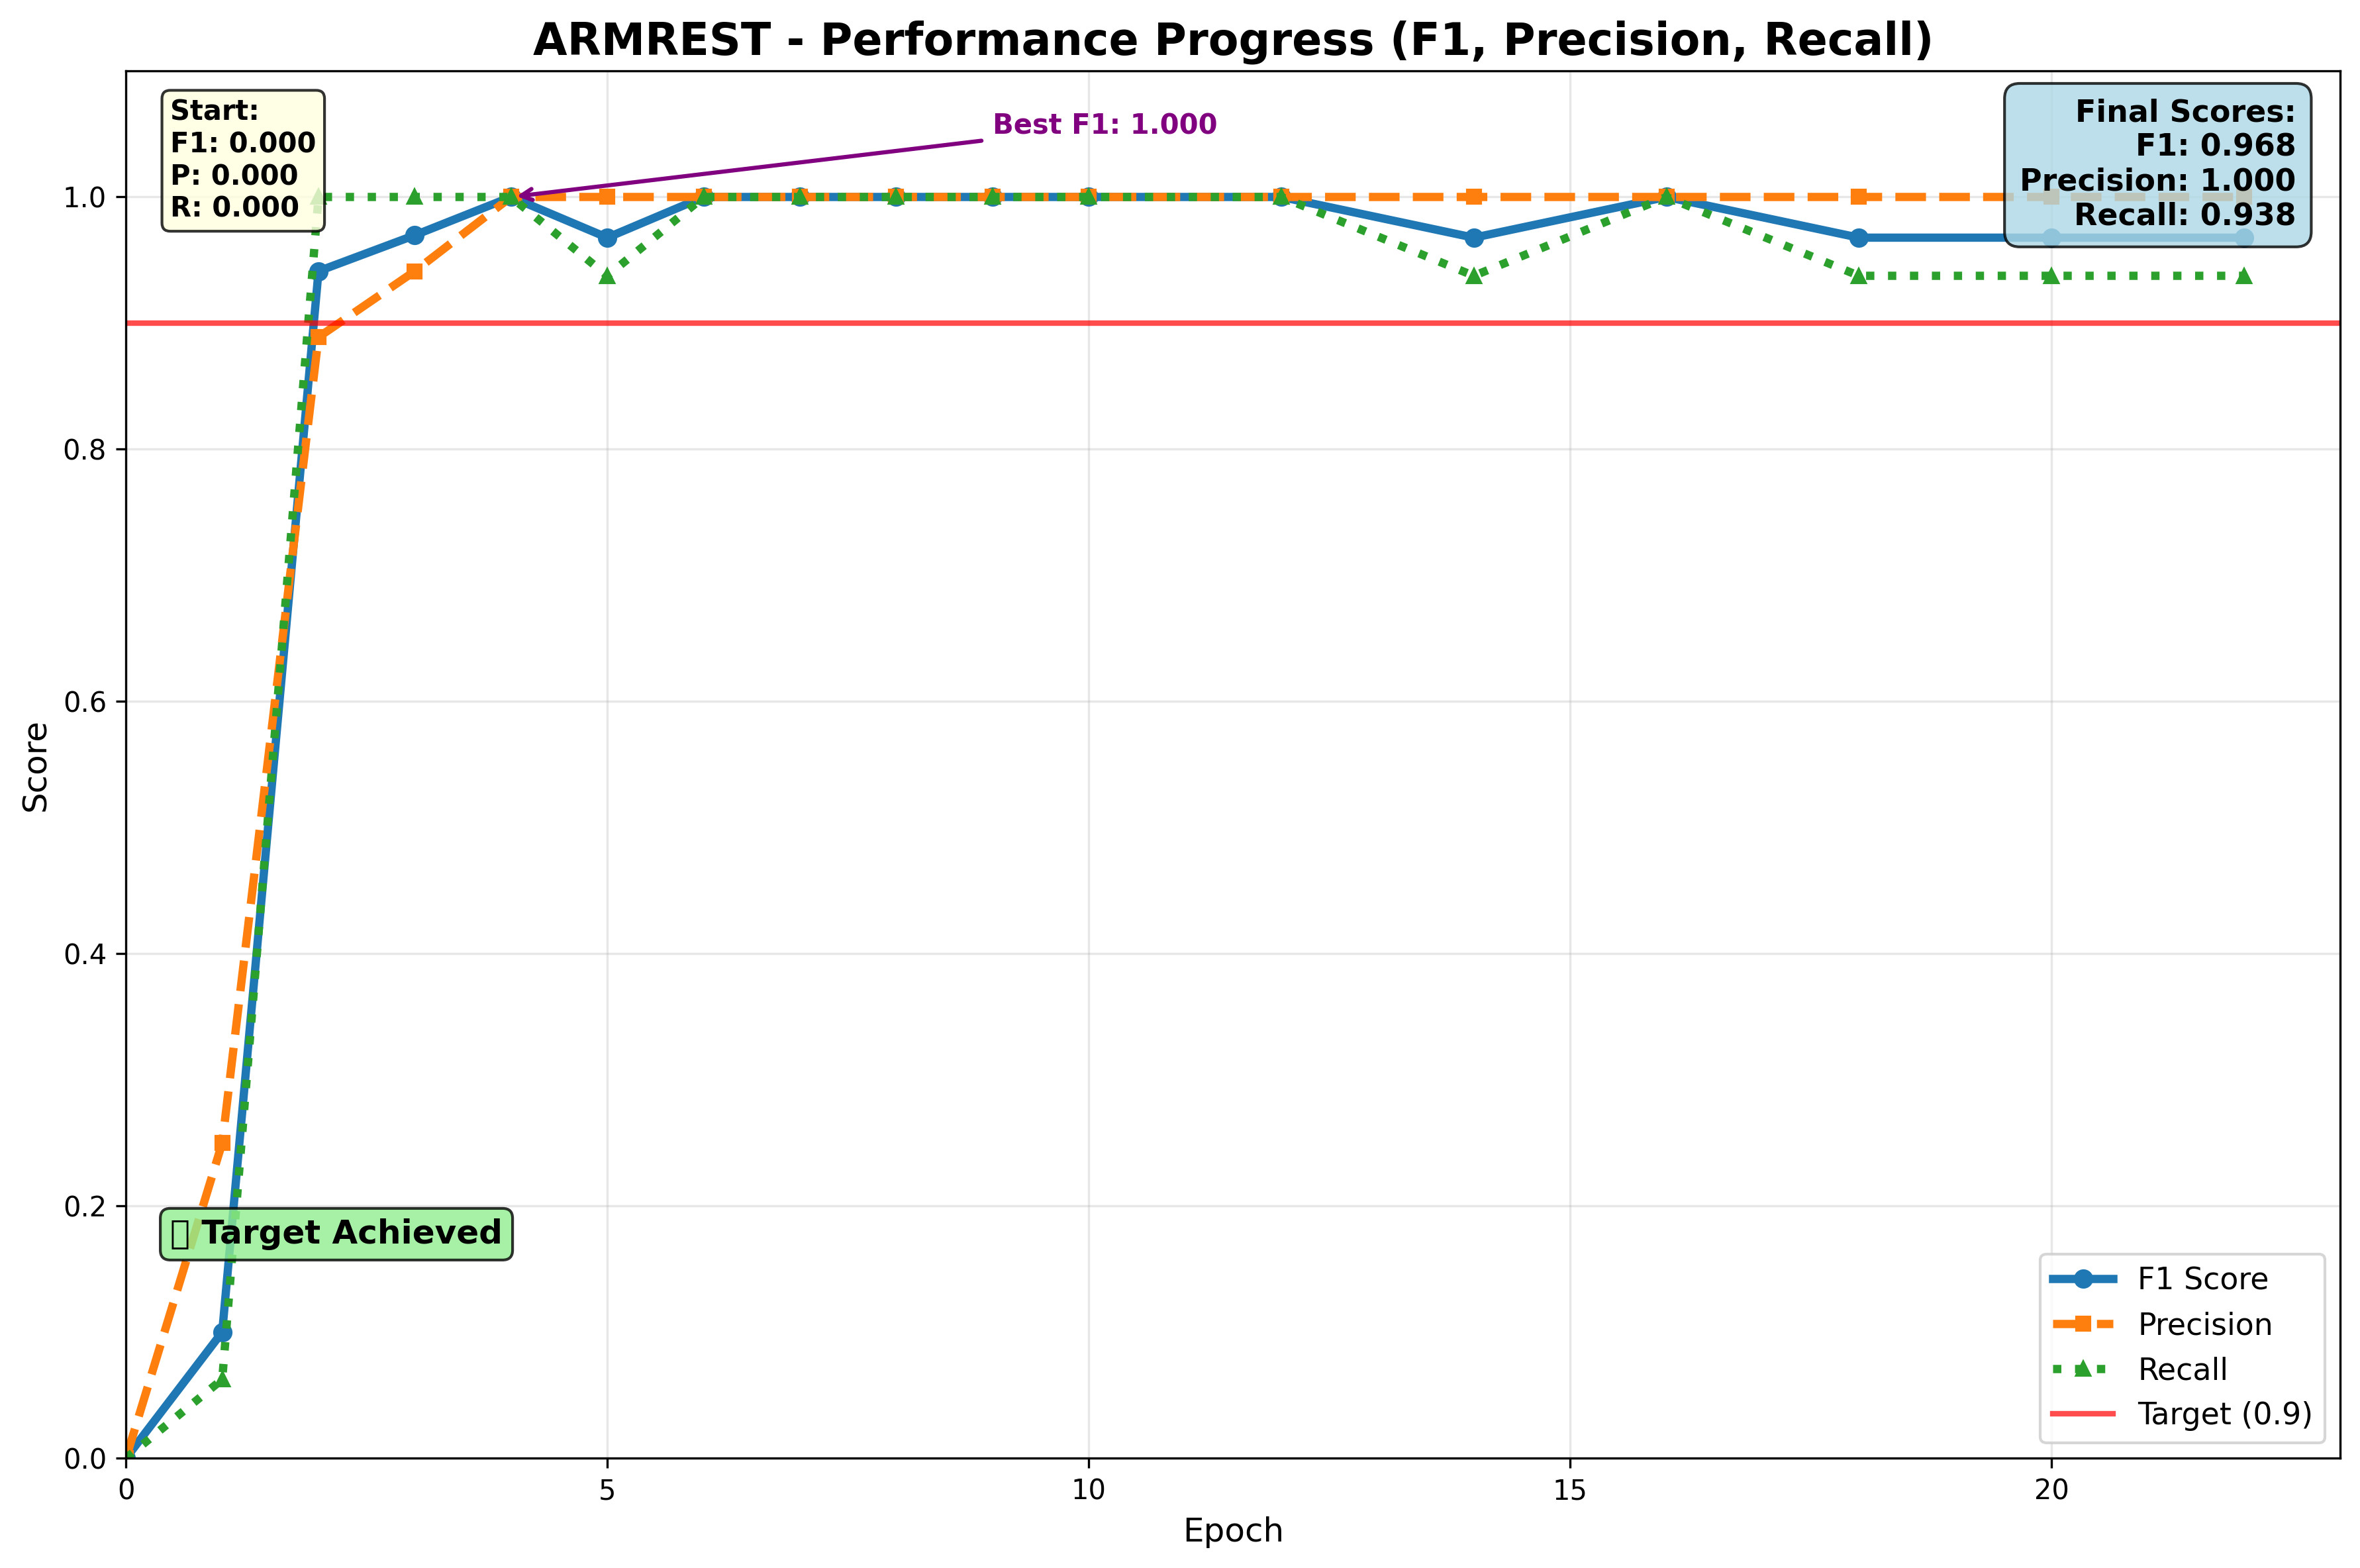 ARMREST - Performance Progress (F1, Precision, Recall)
Start:
F1: 0.000
P: 0.000
R: 0.000
Best F1: 1.000
Final Scores:
F1: 0.968
Precision: 1.000
Recall: 0.938
1.0
0.8
0.6
0.4
0.2
0.0
Score
Target Achieved
F1 Score
Precision
Recall
Target (0.9)
0 5 10 15 20
Epoch